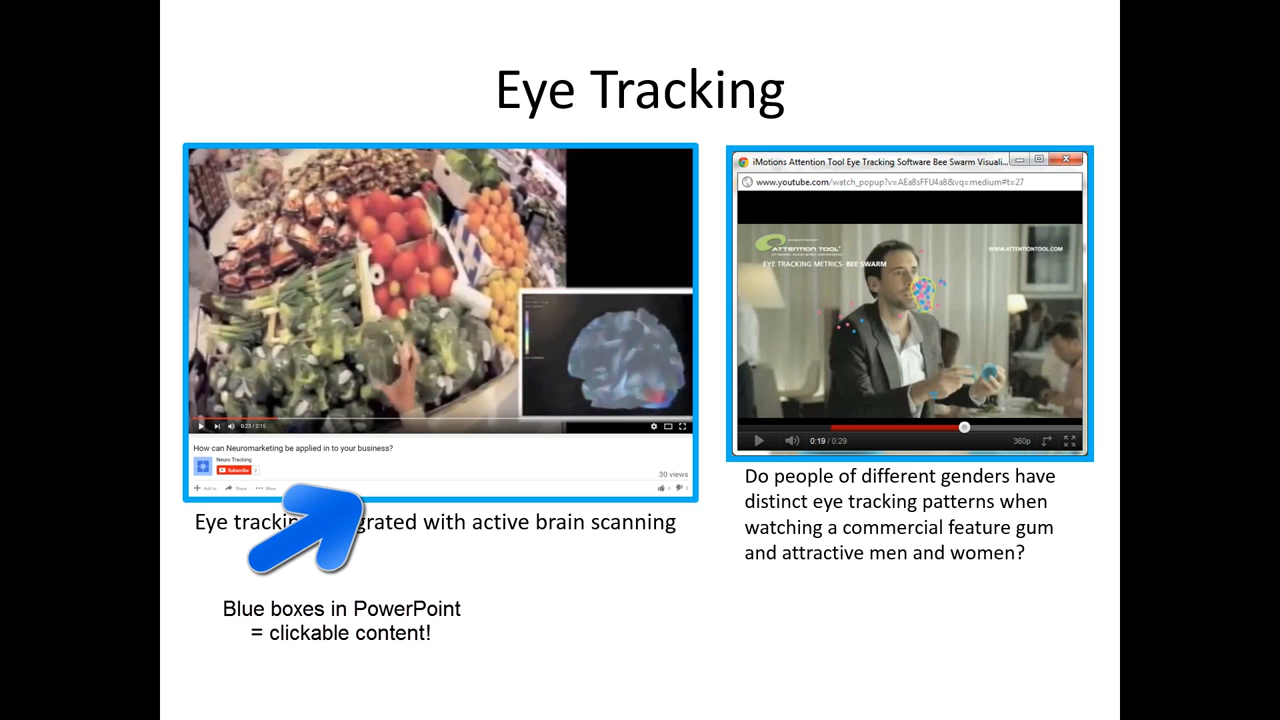 Eye Tracking
0:23 / 2:15
How can Neuromarketing be applied in to your business?
Neuro Tracking
Subscribe 2
30 views
Add to Share More
Eye trackin grated with active brain scanning
Blue boxes in PowerPoint
= clickable content!
iMotions Attention Tool Eye Tracking Software Bee Swarm Visuali...
www.youtube.com/watch_popup?v=AEa8sFFU4a8&vq=medium#t=27
ATTENTION TOOL
WWW.ATTENTIONTOOL.COM
EYE TRACKING METRICS- BEE SWARM
0:19 / 0:29
360p
Do people of different genders have
distinct eye tracking patterns when
watching a commercial feature gum
and attractive men and women?